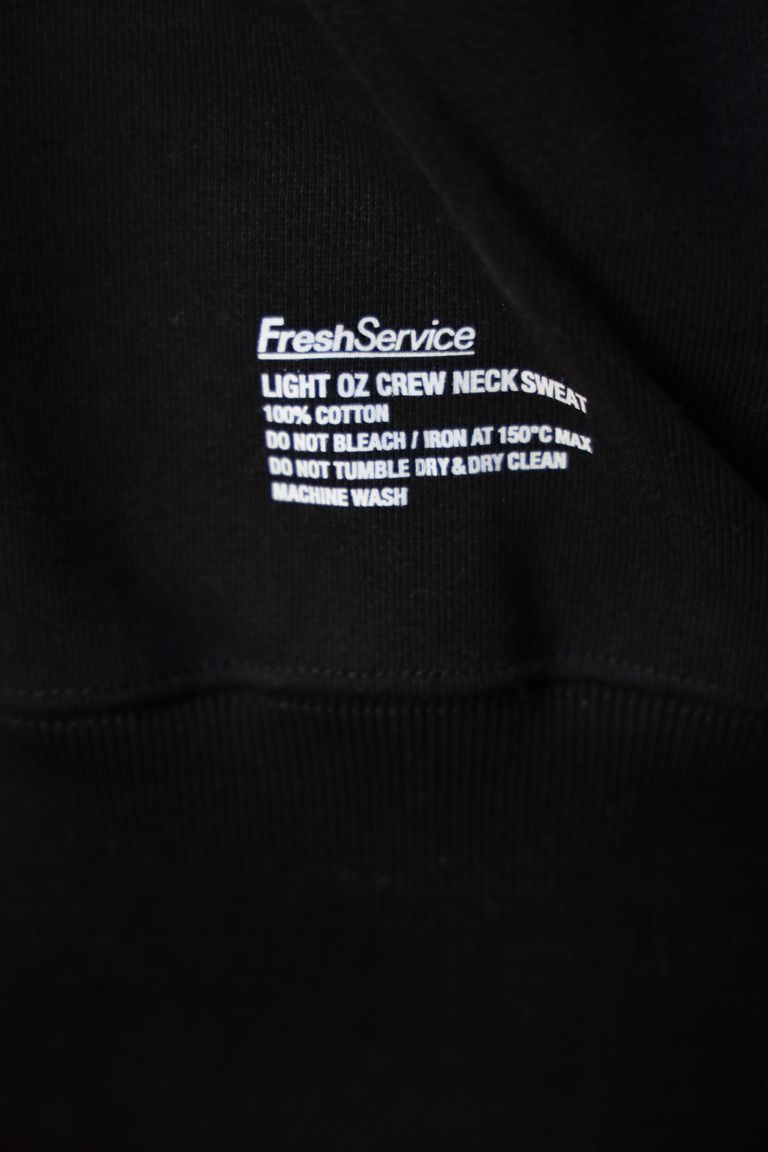 FreshService
LIGHT OZ CREW NECK SWEAT
100% COTTON
DO NOT BLEACH / IRON AT 150°C MAX
DO NOT TUMBLE DRY & DRY CLEAN
MACHINE WASH